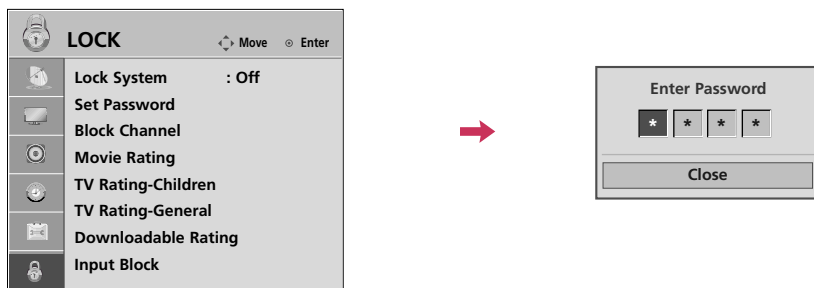 LOCK Move Enter
Lock System : Off
Set Password
Block Channel
Movie Rating
TV Rating-Children
TV Rating-General
Downloadable Rating
Input Block
Enter Password
* * * *
Close